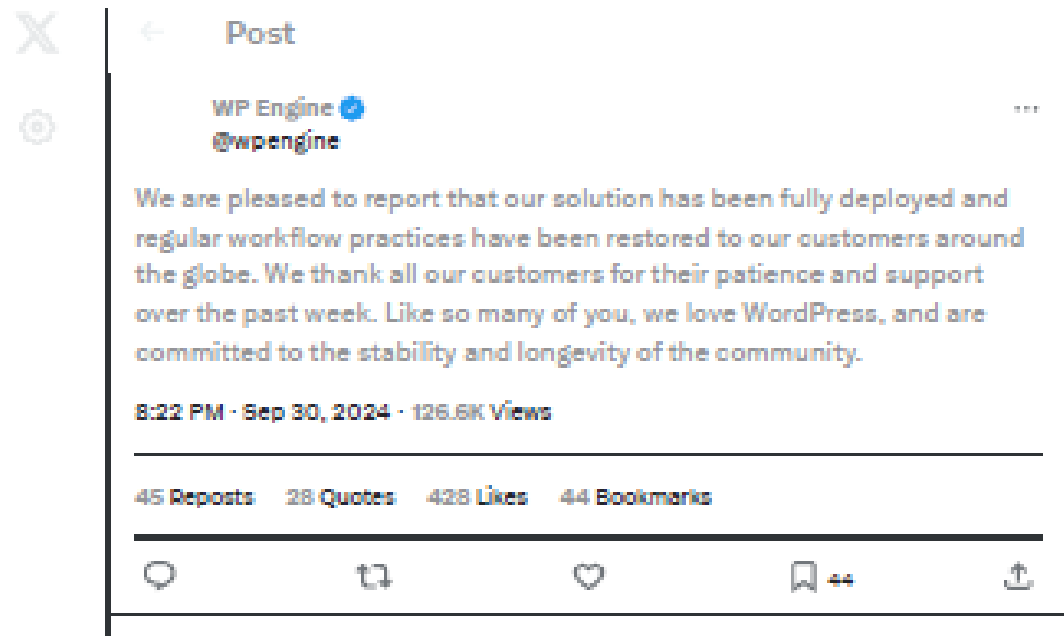 Post
WP Engine
@wpengine
We are pleased to report that our solution has been fully deployed and
regular workflow practices have been restored to our customers around
the globe. We thank all our customers for their patience and support
over the past week. Like so many of you, we love WordPress, and are
committed to the stability and longevity of the community.
8:22 PM · Sep 30, 2024 · 126.6K Views
45 Reposts 28 Quotes 428 Likes 44 Bookmarks
44